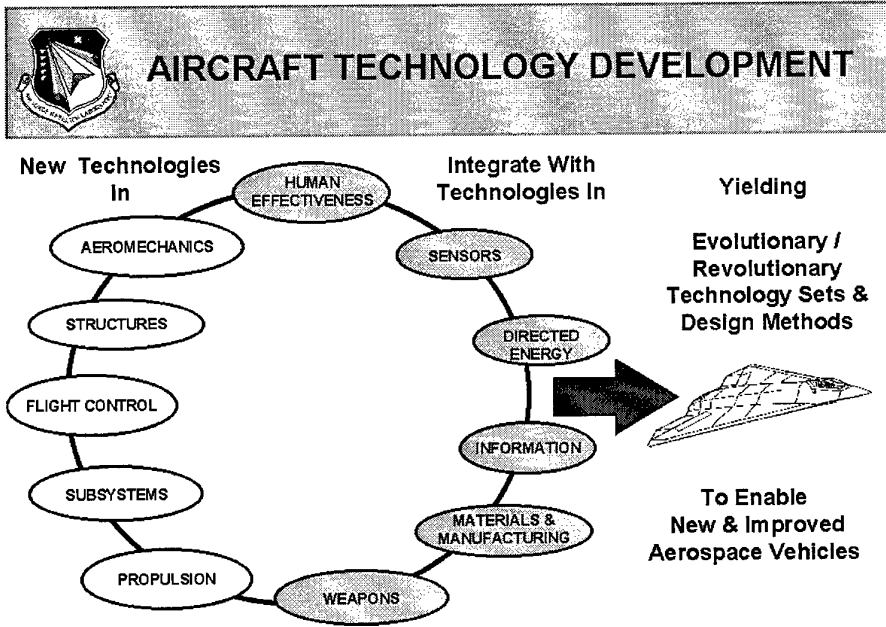 AIRCRAFT TECHNOLOGY DEVELOPMENT
New Technologies
In
Integrate With
Technologies In
Yielding
HUMAN
EFFECTIVENESS
AEROMECHANICS
SENSORS
STRUCTURES
DIRECTED
ENERGY
FLIGHT CONTROL
INFORMATION
SUBSYSTEMS
MATERIALS &
MANUFACTURING
PROPULSION
WEAPONS
Evolutionary /
Revolutionary
Technology Sets &
Design Methods
To Enable
New & Improved
Aerospace Vehicles